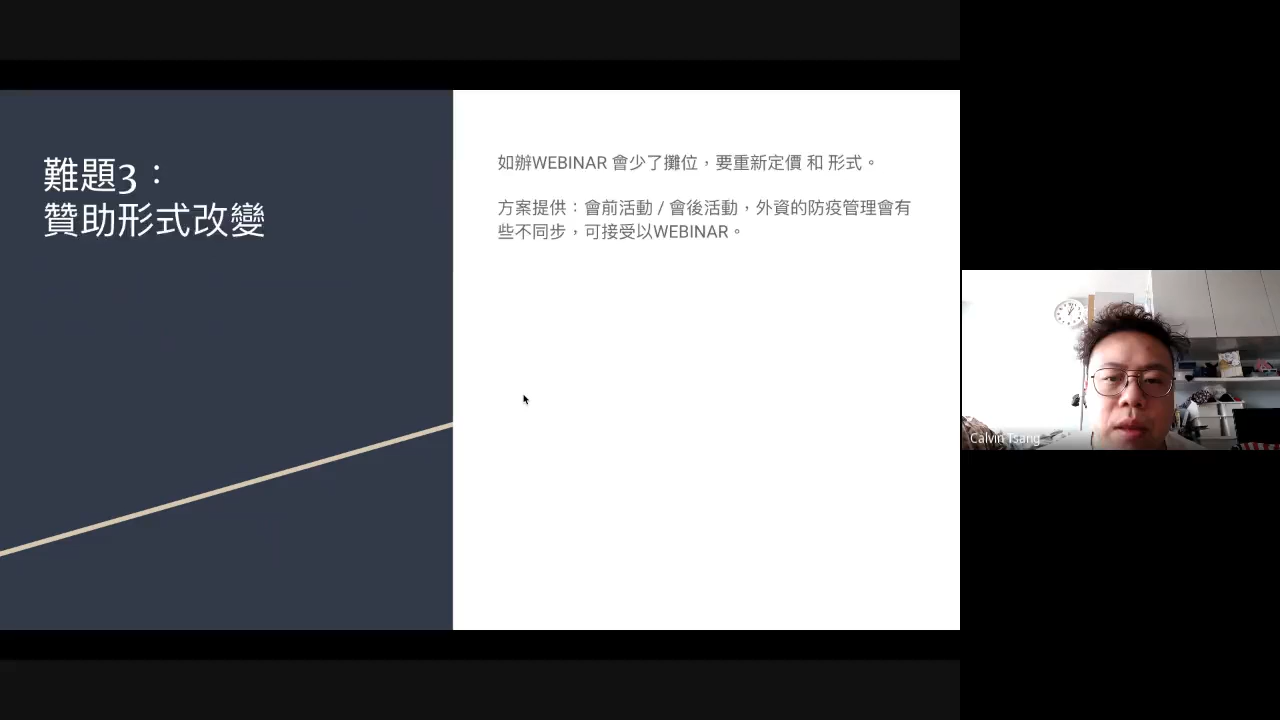 難題3：
贊助形式改變
如辦WEBINAR 會少了攤位，要重新定價 和 形式。
方案提供：會前活動 / 會後活動，外資的防疫管理會有
些不同步，可接受以WEBINAR。
Calvin Tsang